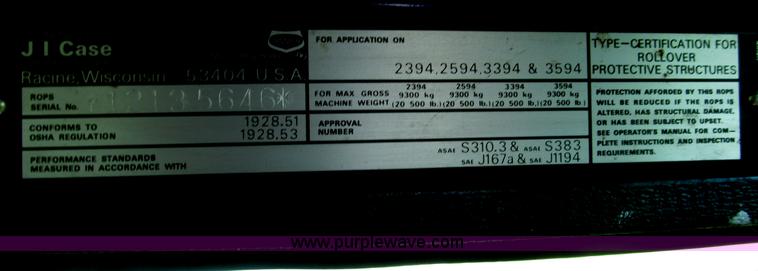 J I Case
Racine, Wisconsin 53404 U S A
ROPS
SERIAL No.
CONFORMS TO
OSHA REGULATION
1928.51
1928.53
PERFORMANCE STANDARDS
MEASURED IN ACCORDANCE WITH
ASAE S310.3 & ASAE S383
SAE J167a & SAE J1194
FOR APPLICATION ON
2394,2594,3394 & 3594
FOR MAX GROSS
MACHINE WEIGHT
2394 2594 3394 3594
9300 kg 9300 kg 9300 kg 9300 kg
(20 500 lb.) (20 500 lb.) (20 500 lb.) (20 500 lb.)
APPROVAL
NUMBER
TYPE-CERTIFICATION FOR
ROLLOVER
PROTECTIVE STRUCTURES
PROTECTION AFFORDED BY THIS ROPS
WILL BE REDUCED IF THE ROPS IS
ALTERED, HAS STRUCTURAL DAMAGE,
OR HAS BEEN SUBJECT TO UPSET.
SEE OPERATOR'S MANUAL FOR COM-
PLETE INSTRUCTIONS AND INSPECTION
REQUIREMENTS.
www.purplewave.com